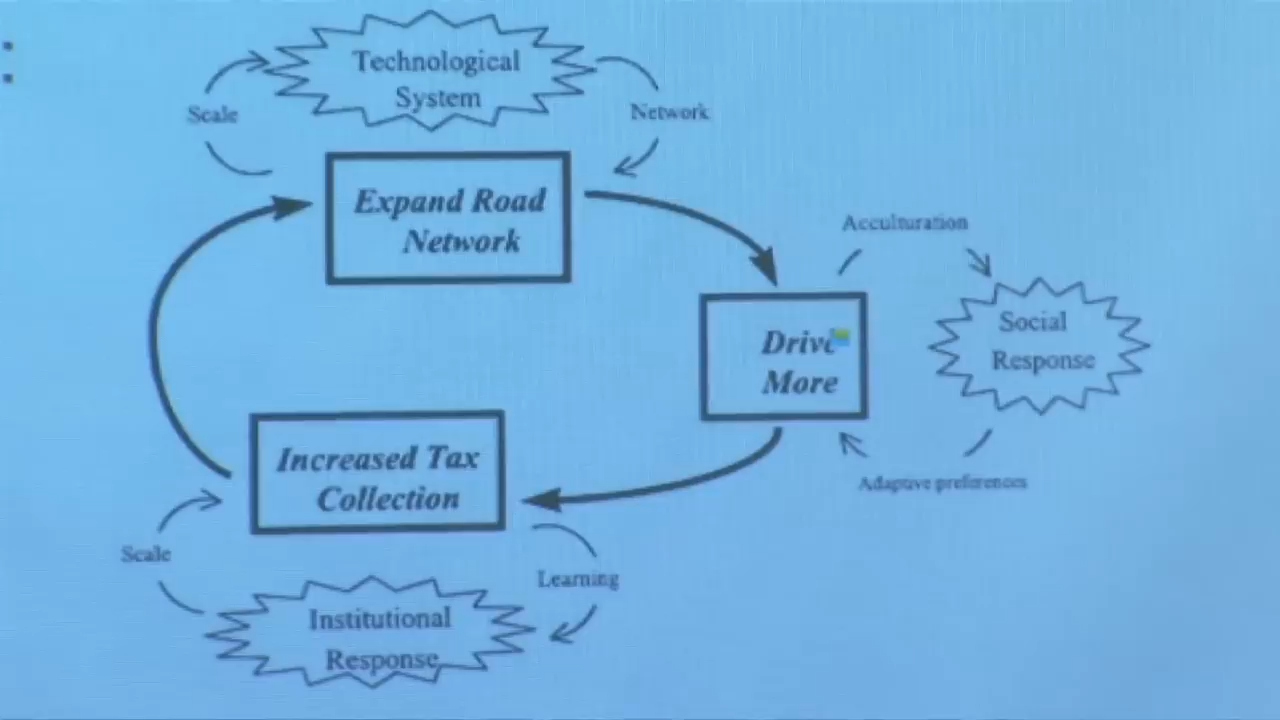 Technological
System
Scale
Network
Expand Road
Network
Acculturation
Social
Response
Drive
More
Adaptive preferences
Increased Tax
Collection
Scale
Learning
Institutional
Response